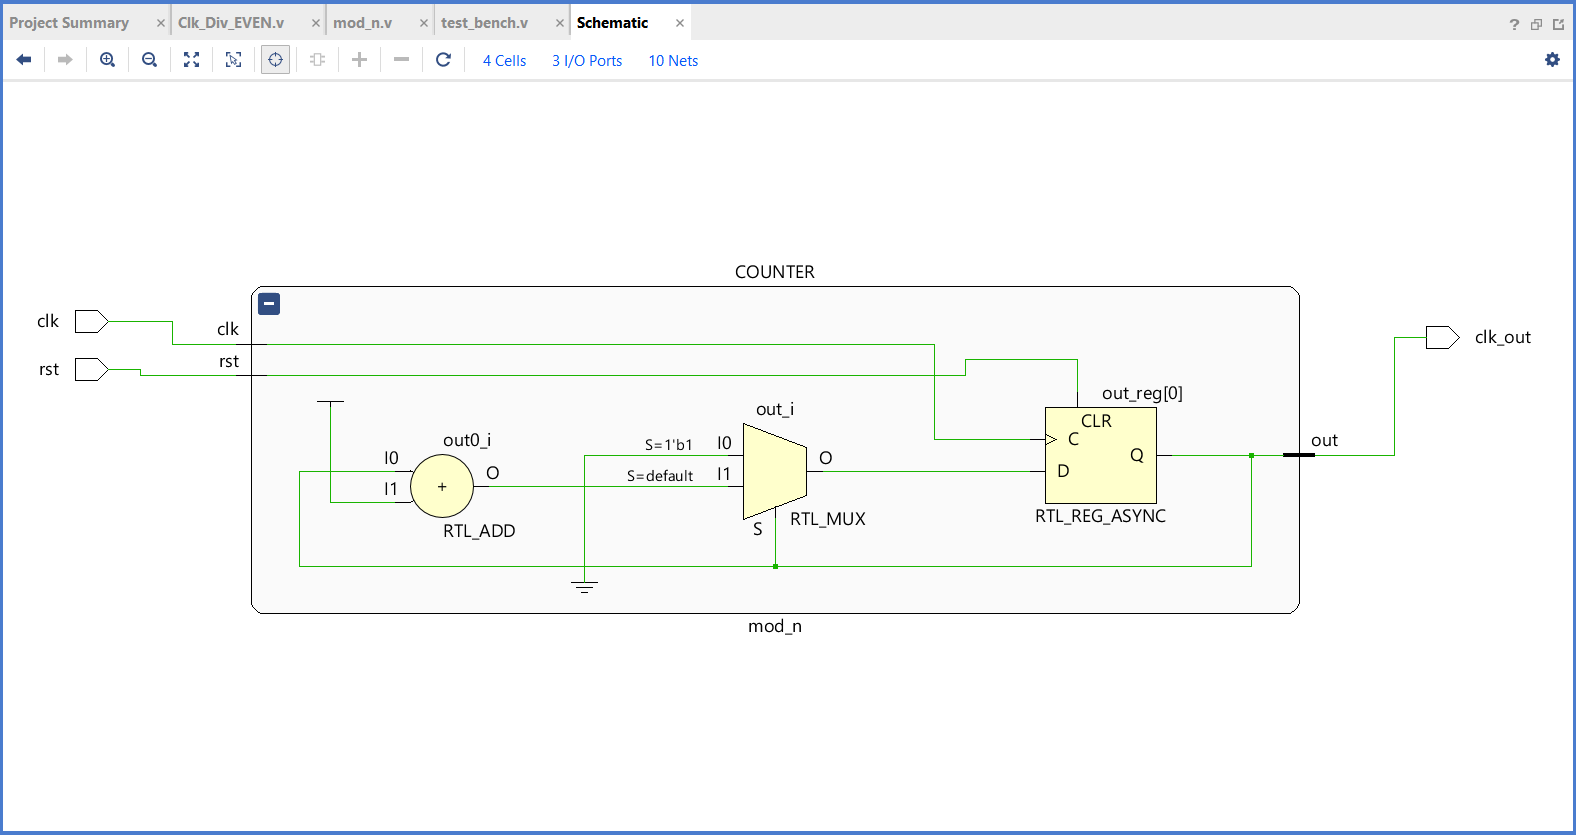 Project Summary × Clk_Div_EVEN.v × mod_n.v × test_bench.v × Schematic ×
?
4 Cells 3 I/O Ports 10 Nets
COUNTER
clk
clk
rst
rst
clk_out
out_reg[0]
CLR
C
D
Q
RTL_REG_ASYNC
out
out_i
S=1'b1 I0
S=default I1
O
S
RTL_MUX
out0_i
I0
I1
+
O
RTL_ADD
mod_n